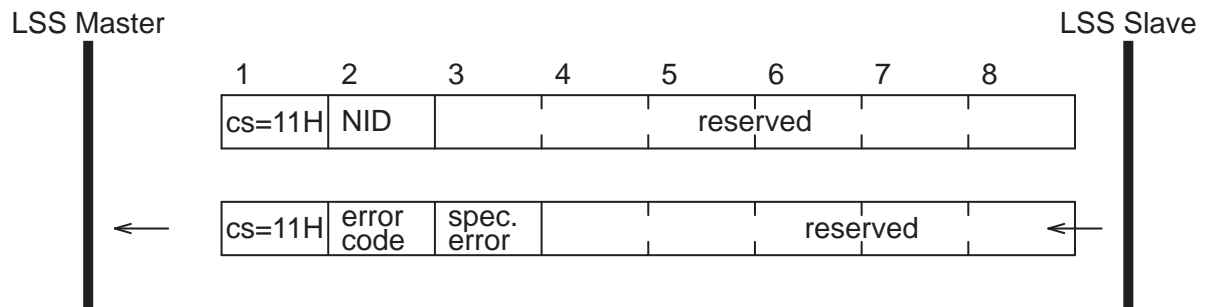 LSS Master LSS Slave
1 2 3 4 5 6 7 8
cs=11H NID reserved
cs=11H error code spec. error reserved